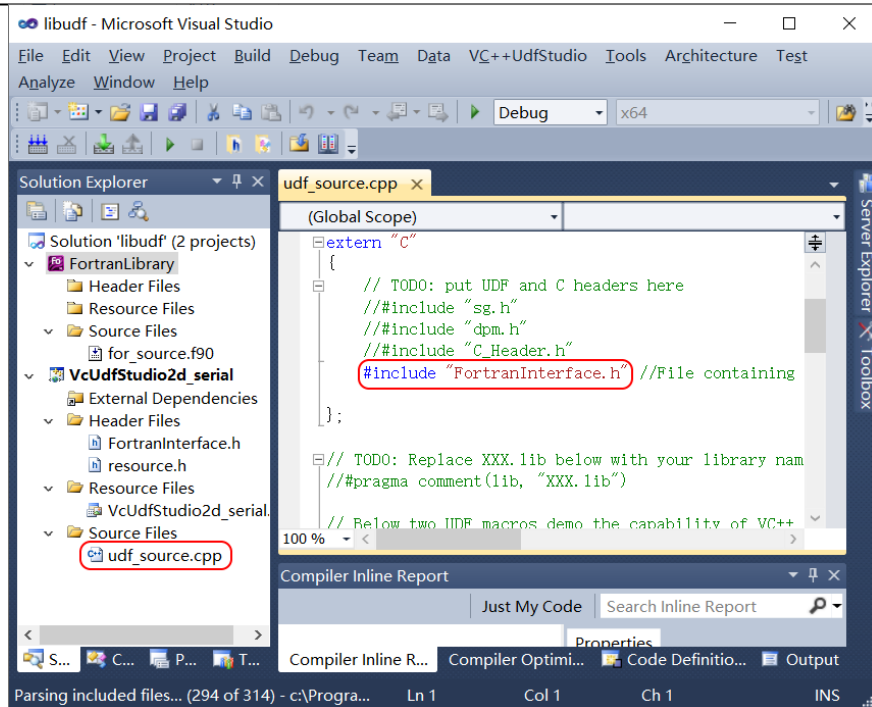 libudf - Microsoft Visual Studio
File Edit View Project Build Debug Team Data VC++UdfStudio Tools Architecture Test
Analyze Window Help
Debug x64
Solution Explorer
Solution 'libudf' (2 projects)
FortranLibrary
Header Files
Resource Files
Source Files
for_source.f90
VcUdfStudio2d_serial
External Dependencies
Header Files
FortranInterface.h
resource.h
Resource Files
VcUdfStudio2d_serial.
Source Files
udf_source.cpp
S... C... P... T...
udf_source.cpp
(Global Scope)
extern "C"
{
// TODO: put UDF and C headers here
//#include "sg.h"
//#include "dpm.h"
//#include "C_Header.h"
#include "FortranInterface.h" //File containing
};
// TODO: Replace XXX.lib below with your library nam
//#pragma comment(lib, "XXX.lib")
// Below two UDF macros demo the capability of VC++
100 %
Compiler Inline Report
Just My Code Search Inline Report
Properties
Compiler Inline R... Compiler Optimi... Code Definitio... Output
Server Explorer
Toolbox
Parsing included files... (294 of 314) - c:\Progra... Ln 1 Col 1 Ch 1 INS